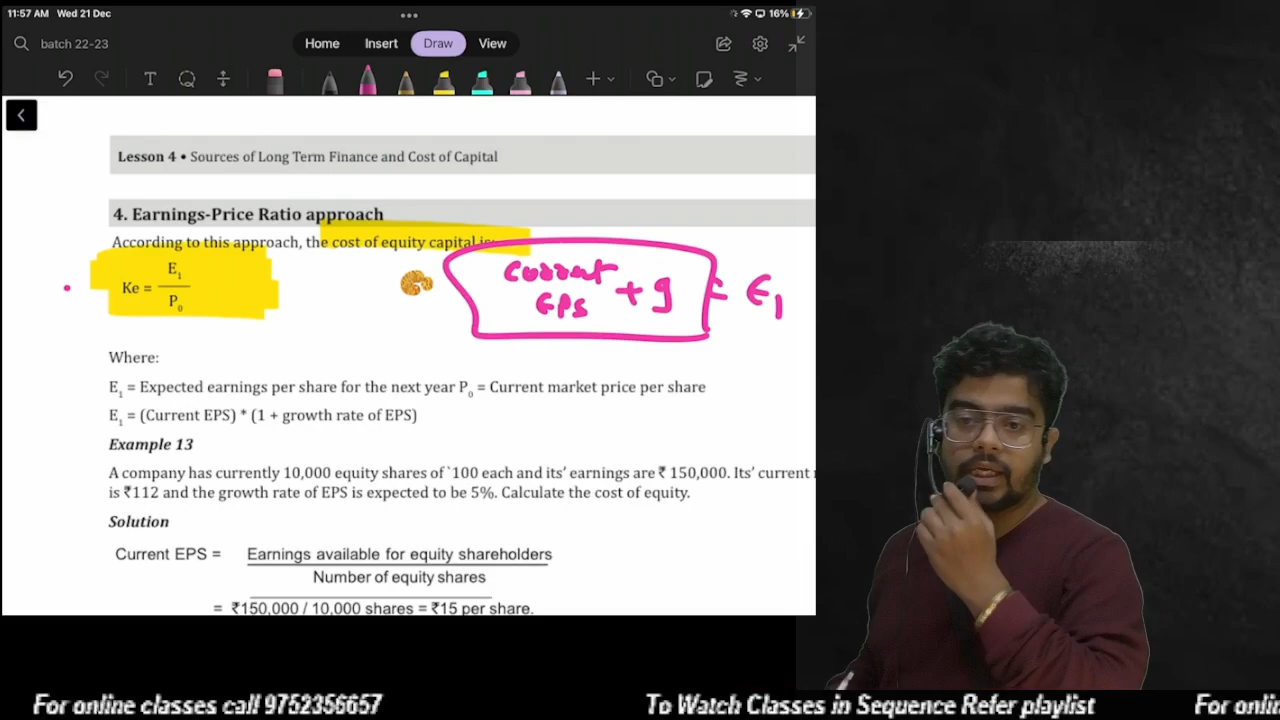 11:57 AM Wed 21 Dec
16%
batch 22-23
Home Insert Draw View
Lesson 4 • Sources of Long Term Finance and Cost of Capital
4. Earnings-Price Ratio approach
According to this approach, the cost of equity capital is:
Ke = E₁ / P₀
Current EPS + g = E₁
Where:
E₁ = Expected earnings per share for the next year P₀ = Current market price per share
E₁ = (Current EPS) * (1 + growth rate of EPS)
Example 13
A company has currently 10,000 equity shares of `100 each and its' earnings are ₹ 150,000. Its' current
is ₹112 and the growth rate of EPS is expected to be 5%. Calculate the cost of equity.
Solution
Current EPS = Earnings available for equity shareholders
Number of equity shares
= ₹150,000 / 10,000 shares = ₹15 per share.
For online classes call 9752356657 To Watch Classes in Sequence Refer playlist For onli